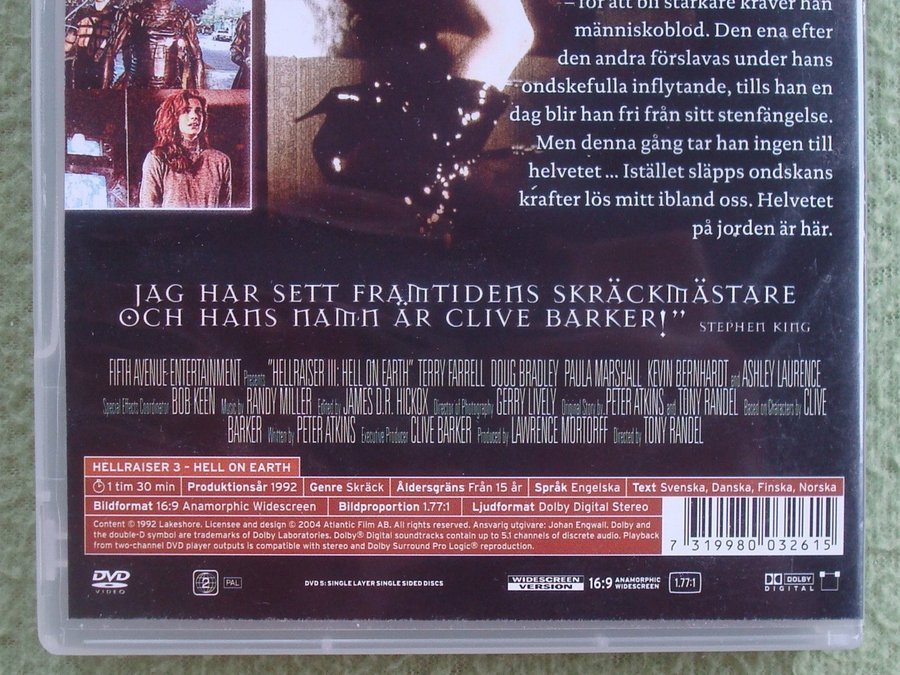 – för att bli starkare kräver han
människoblod. Den ena efter
den andra förslavas under hans
ondskefulla inflytande, tills han en
dag blir han fri från sitt stenfängelse.
Men denna gång tar han ingen till
helvetet ... Istället släpps ondskans
krafter lös mitt ibland oss. Helvetet
på jorden är här.
JAG HAR SETT FRAMTIDENS SKRÄCKMÄSTARE
OCH HANS NAMN ÄR CLIVE BARKER!” STEPHEN KING
FIFTH AVENUE ENTERTAINMENT Presents "HELLRAISER III: HELL ON EARTH" TERRY FARRELL DOUG BRADLEY PAULA MARSHALL KEVIN BERNHARDT and ASHLEY LAURENCE
Special Effects Coordinator BOB KEEN Music by RANDY MILLER Edited by JAMES D.R. HICKOX Director of Photography GERRY LIVELY Original Story by PETER ATKINS and TONY RANDEL Based on Characters by CLIVE
BARKER Written by PETER ATKINS Executive Producer CLIVE BARKER Produced by LAWRENCE MORTORFF Directed by TONY RANDEL
HELLRAISER 3 – HELL ON EARTH
1 tim 30 min Produktionsår 1992 Genre Skräck Åldersgräns Från 15 år Språk Engelska Text Svenska, Danska, Finska, Norska
Bildformat 16:9 Anamorphic Widescreen Bildproportion 1.77:1 Ljudformat Dolby Digital Stereo
Content © 1992 Lakeshore. Licensee and design © 2004 Atlantic Film AB. All rights reserved. Ansvarig utgivare: Johan Engwall. Dolby and
the double-D symbol are trademarks of Dolby Laboratories. Dolby® Digital soundtracks contain up to 5.1 channels of discrete audio. Playback
from two-channel DVD player outputs is compatible with stereo and Dolby Surround Pro Logic® reproduction.
7 319980 032615
DVD VIDEO 2 PAL DVD 5: SINGLE LAYER SINGLE SIDED DISCS WIDESCREEN VERSION 16:9 ANAMORPHIC WIDESCREEN 1.77:1 DOLBY DIGITAL